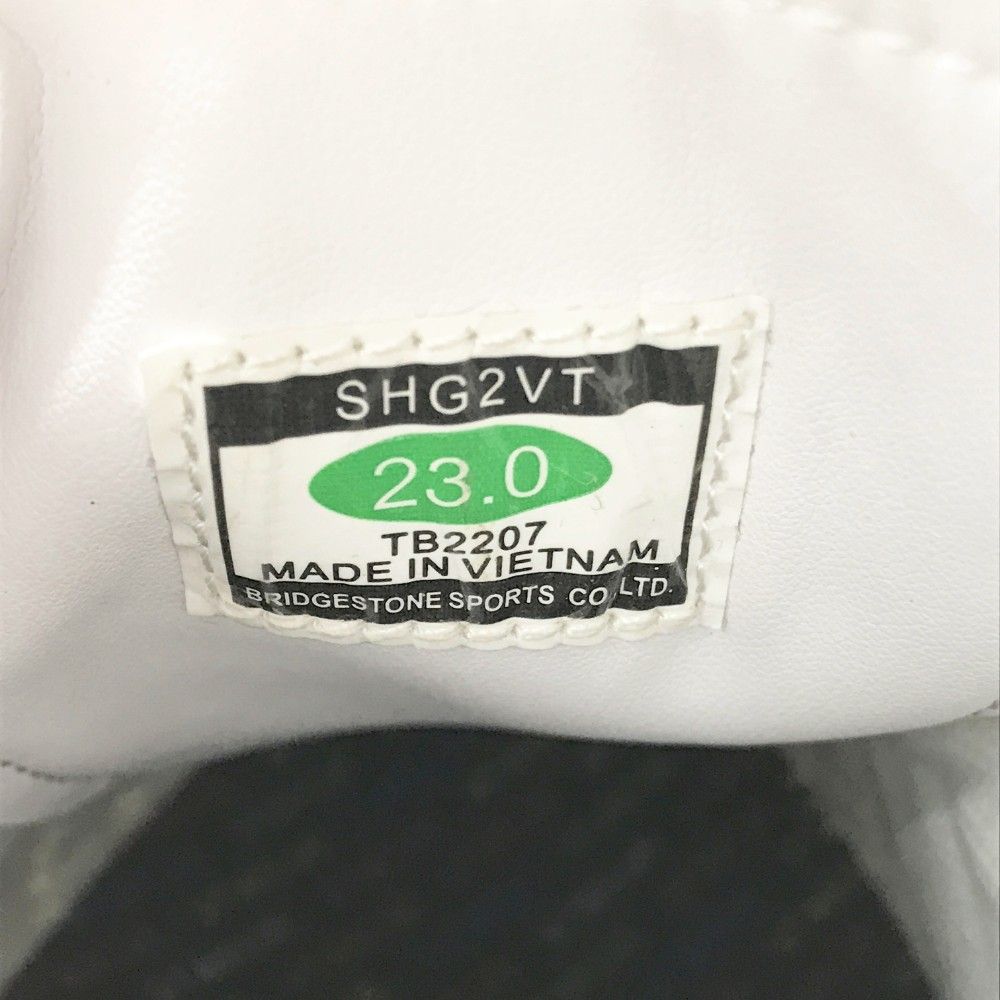 SHG2VT
23.0
TB2207
MADE IN VIETNAM.
BRIDGESTONE SPORTS CO.,LTD.